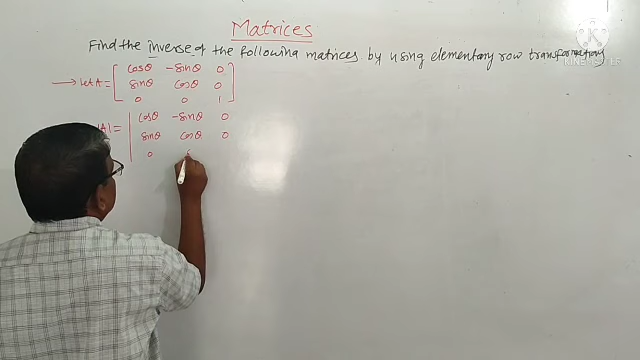 Matrices
Find the inverse of the following matrices by using elementary row transformations
→ Let A = [ cosθ -sinθ 0
sinθ cosθ 0
0 0 1 ]
|A| = | cosθ -sinθ 0
sinθ cosθ 0
0
KINEMASTER